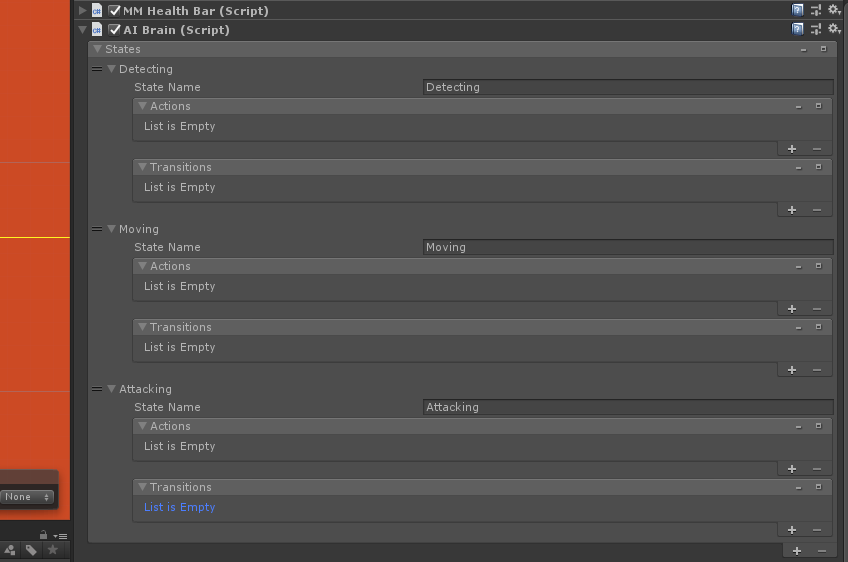 MM Health Bar (Script)
AI Brain (Script)
States
Detecting
State Name Detecting
Actions
List is Empty
Transitions
List is Empty
Moving
State Name Moving
Actions
List is Empty
Transitions
List is Empty
Attacking
State Name Attacking
Actions
List is Empty
Transitions
List is Empty
None